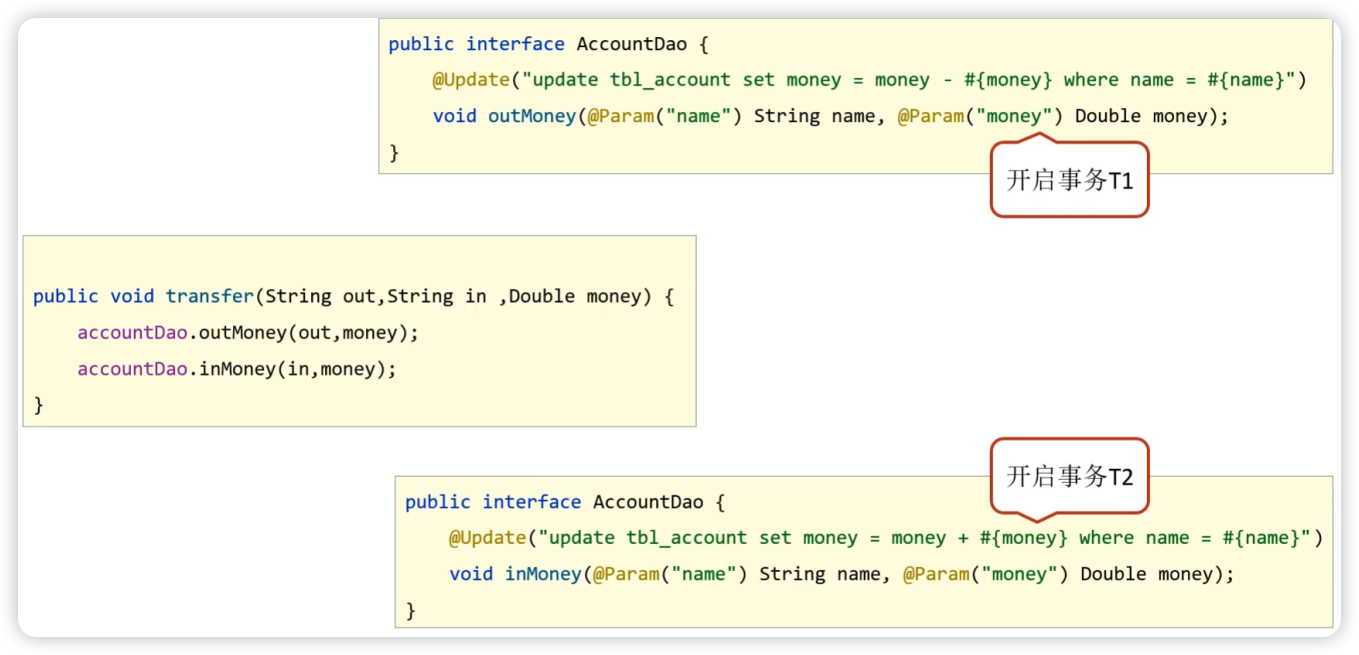 public interface AccountDao {
@Update("update tbl_account set money = money - #{money} where name = #{name}")
void outMoney(@Param("name") String name, @Param("money") Double money);
}
开启事务T1
public void transfer(String out,String in ,Double money) {
accountDao.outMoney(out,money);
accountDao.inMoney(in,money);
}
开启事务T2
public interface AccountDao {
@Update("update tbl_account set money = money + #{money} where name = #{name}")
void inMoney(@Param("name") String name, @Param("money") Double money);
}